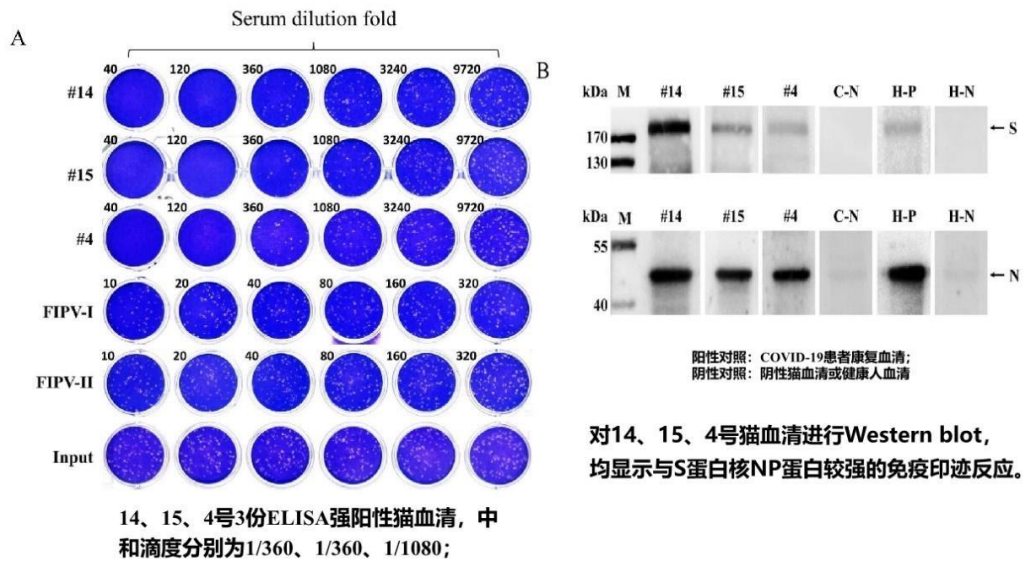 Serum dilution fold
A
40 120 360 1080 3240 9720
#14
40 120 360 1080 3240 9720
#15
40 120 360 1080 3240 9720
#4
10 20 40 80 160 320
FIPV-I
10 20 40 80 160 320
FIPV-II
Input
14、15、4号3份ELISA强阳性猫血清，中
和滴度分别为1/360、1/360、1/1080；
B
kDa M #14 #15 #4 C-N H-P H-N
170
130
← S
kDa M #14 #15 #4 C-N H-P H-N
55
40
← N
阳性对照：COVID-19患者康复血清；
阴性对照：阴性猫血清或健康人血清
对14、15、4号猫血清进行Western blot，
均显示与S蛋白核NP蛋白较强的免疫印迹反应。